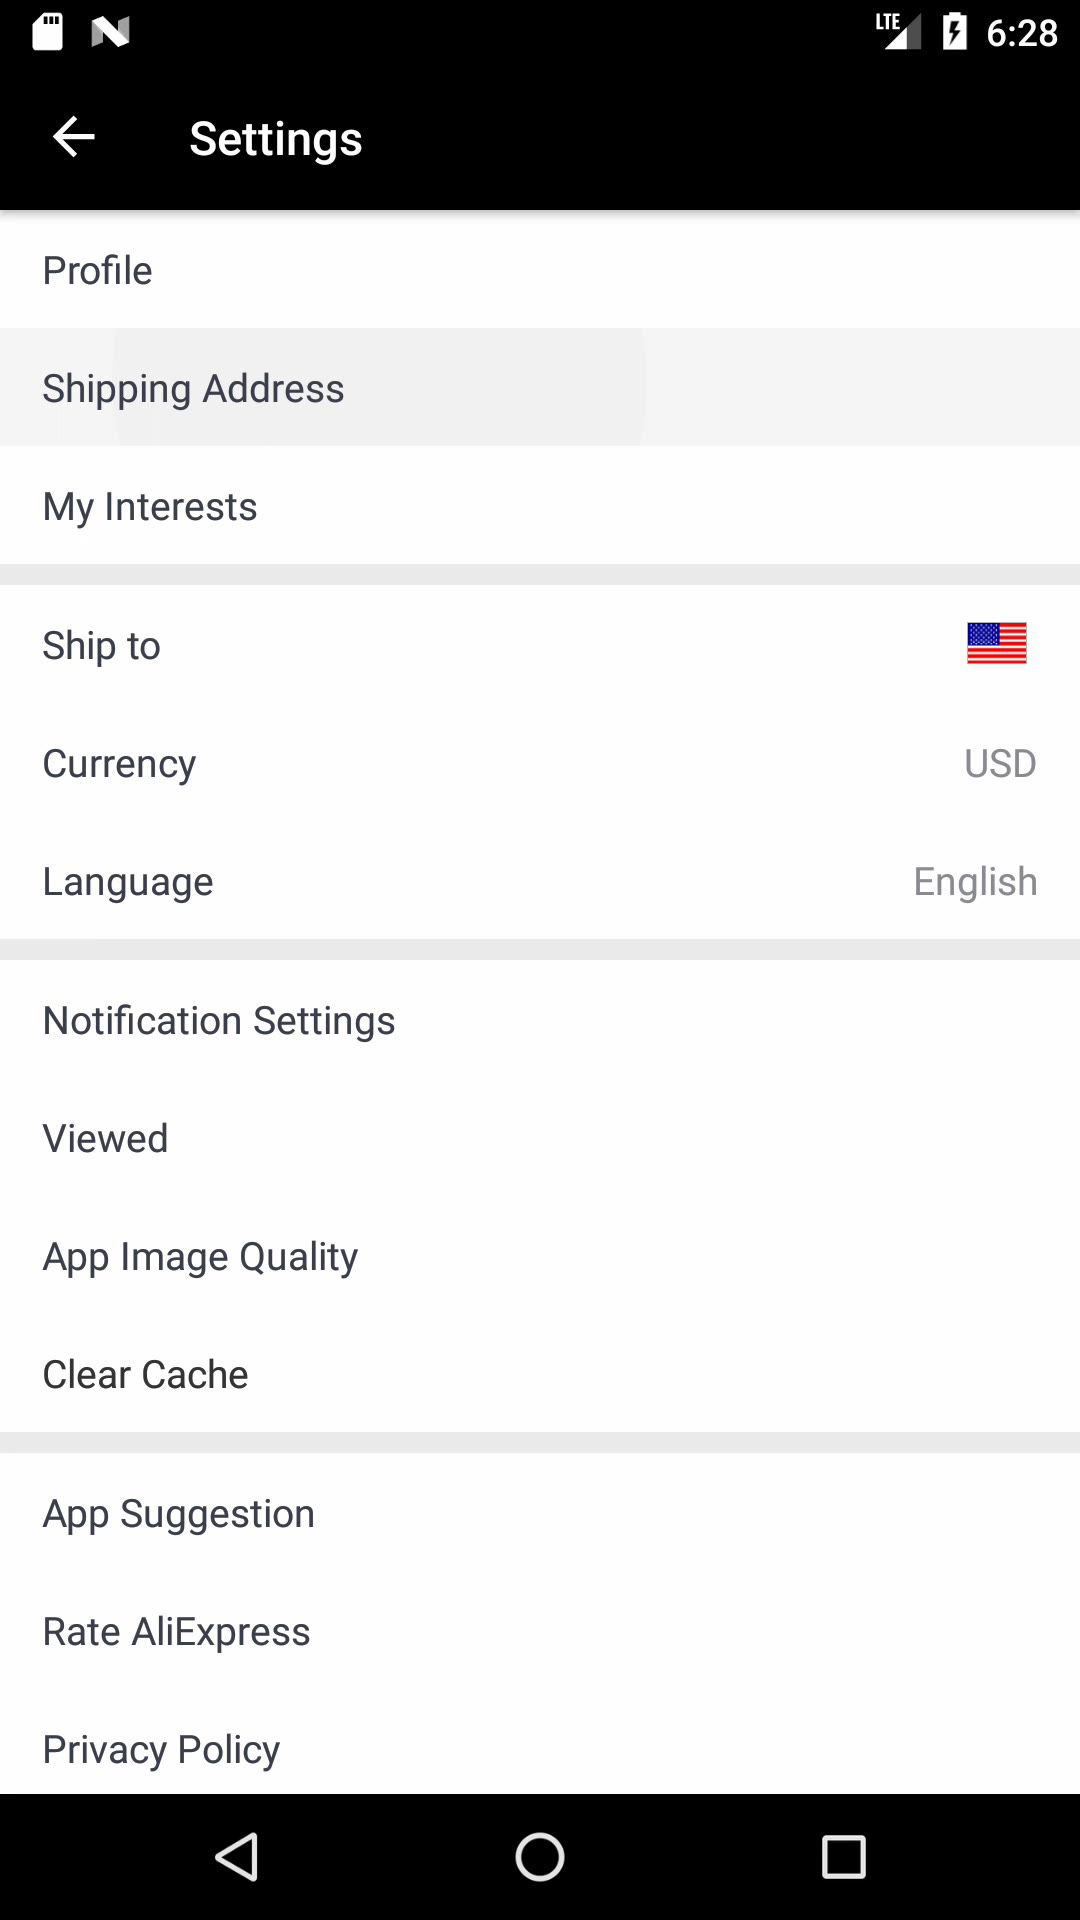 LTE 6:28
Settings
Profile
Shipping Address
My Interests
Ship to
Currency USD
Language English
Notification Settings
Viewed
App Image Quality
Clear Cache
App Suggestion
Rate AliExpress
Privacy Policy